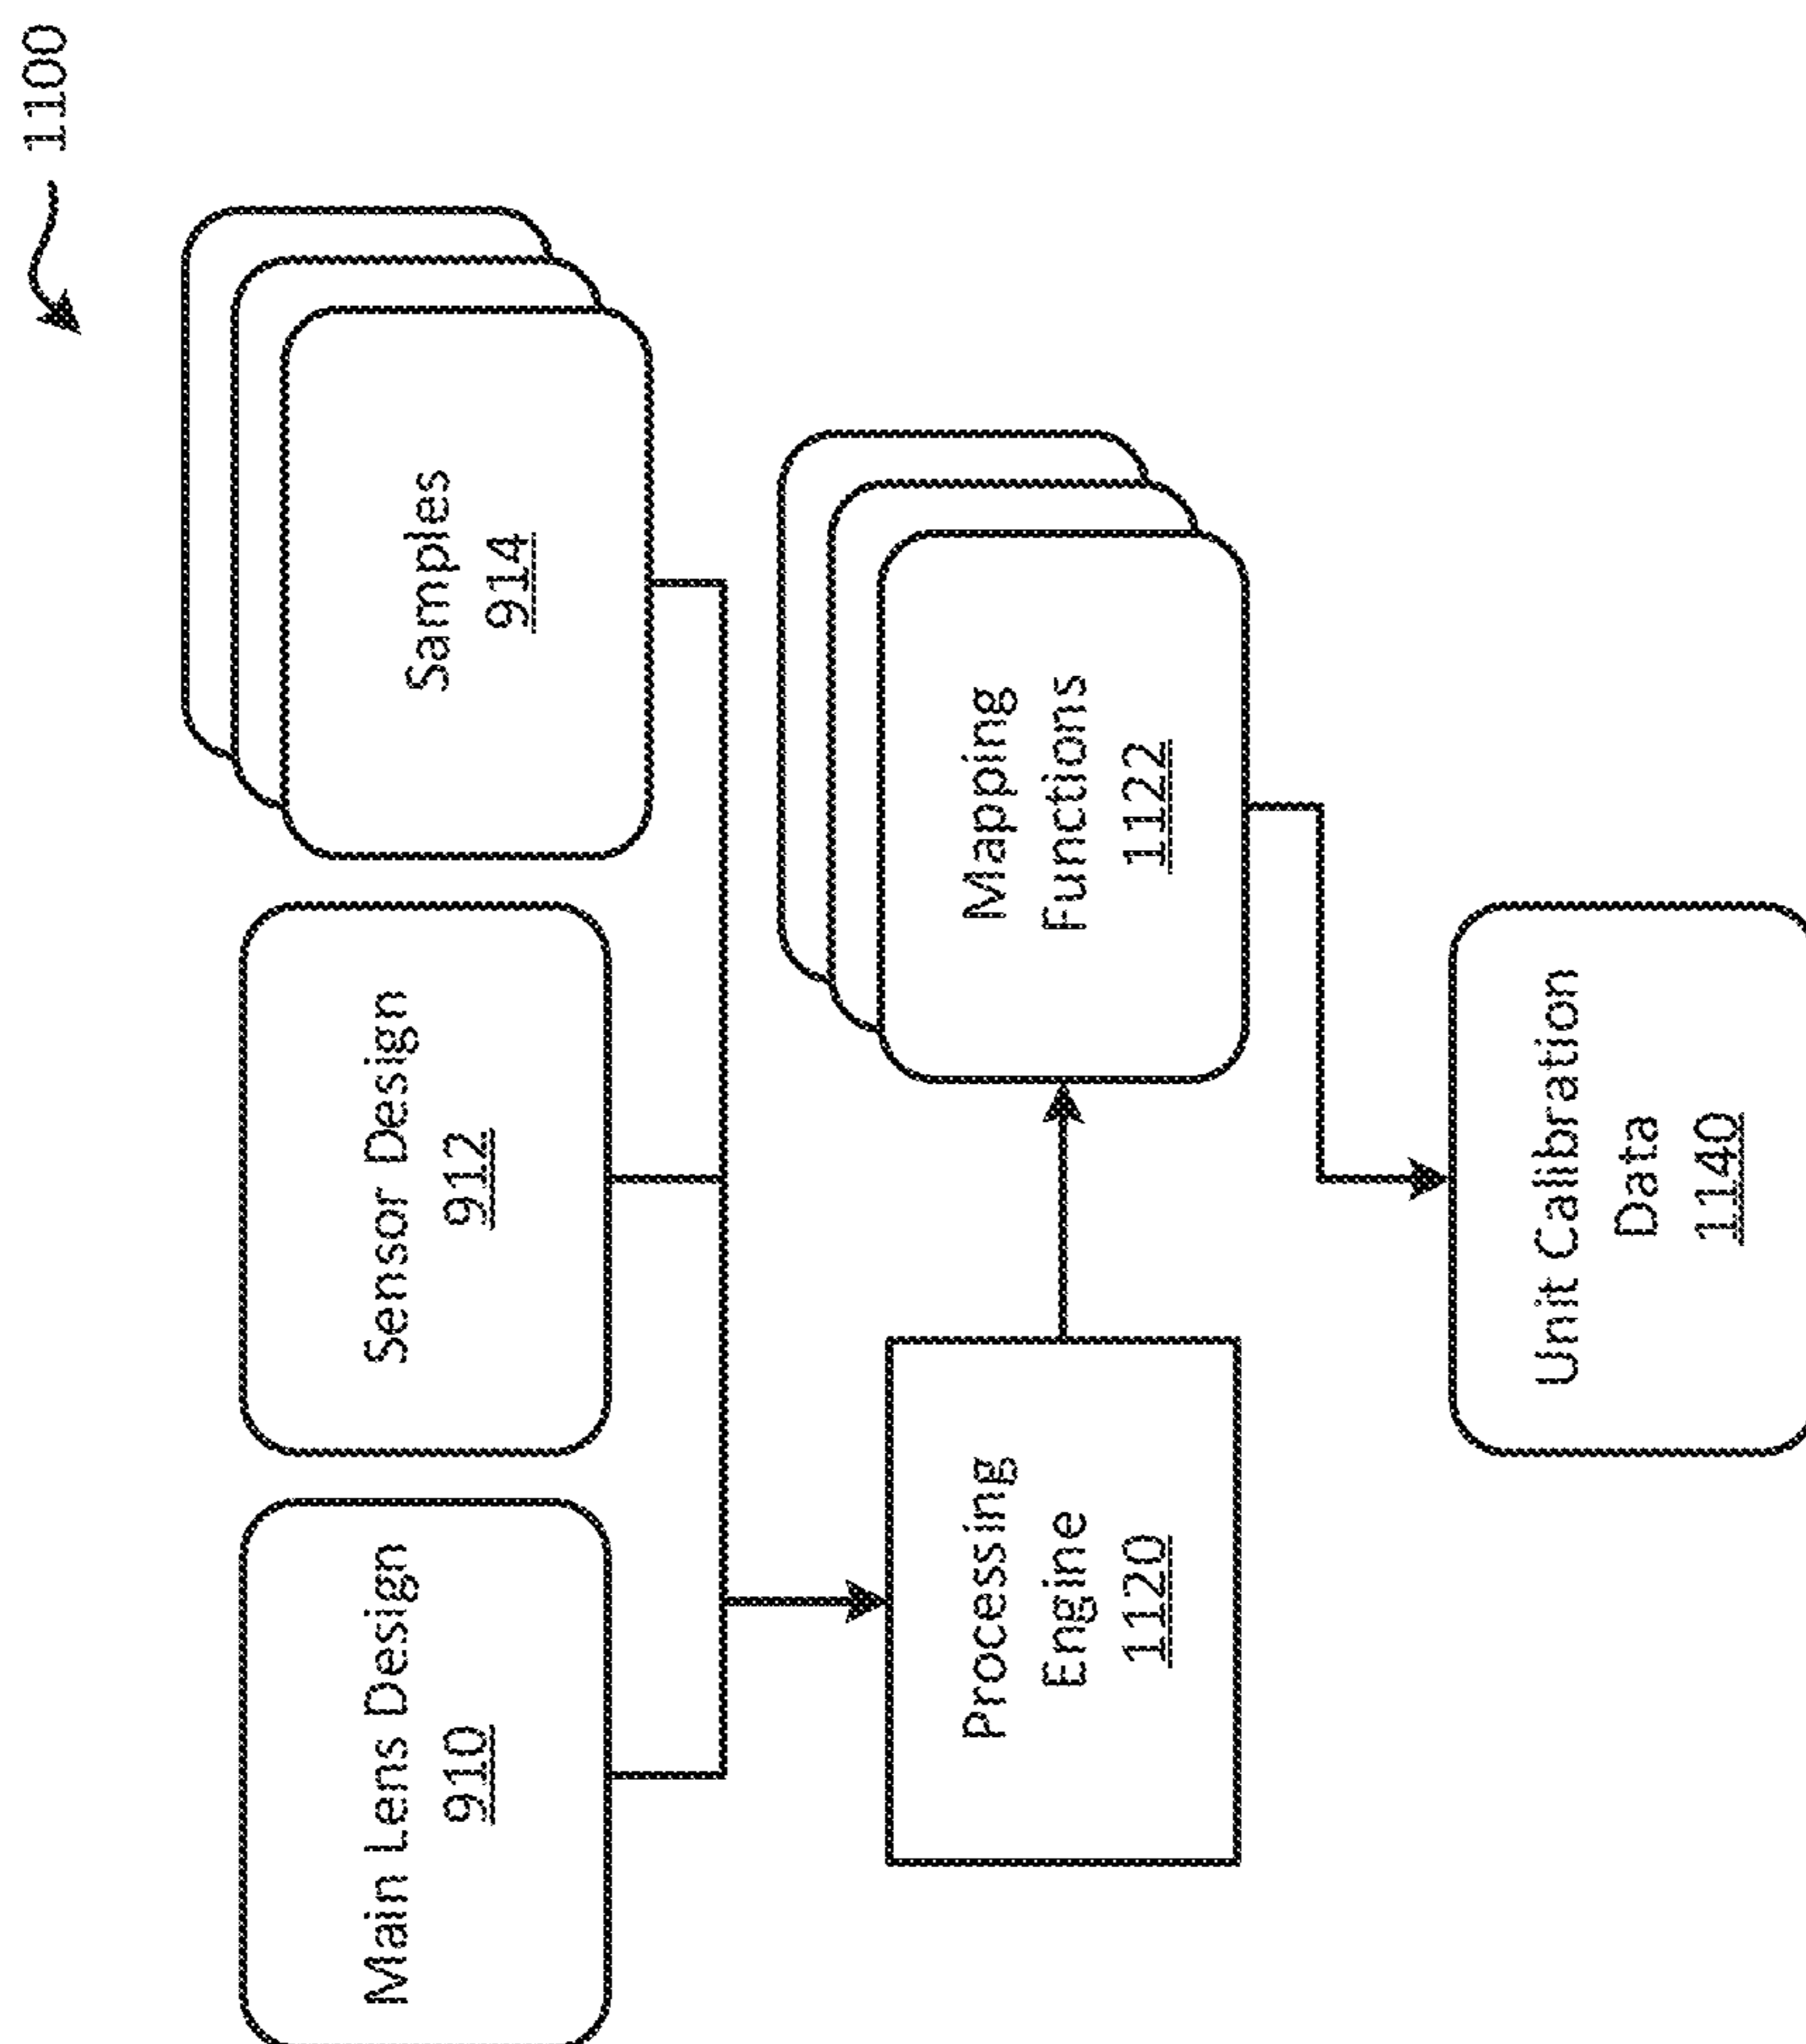 1100
Main Lens Design
910
Sensor Design
912
Samples
914
Processing
Engine
1120
Mapping
Functions
1122
Unit Calibration
Data
1140